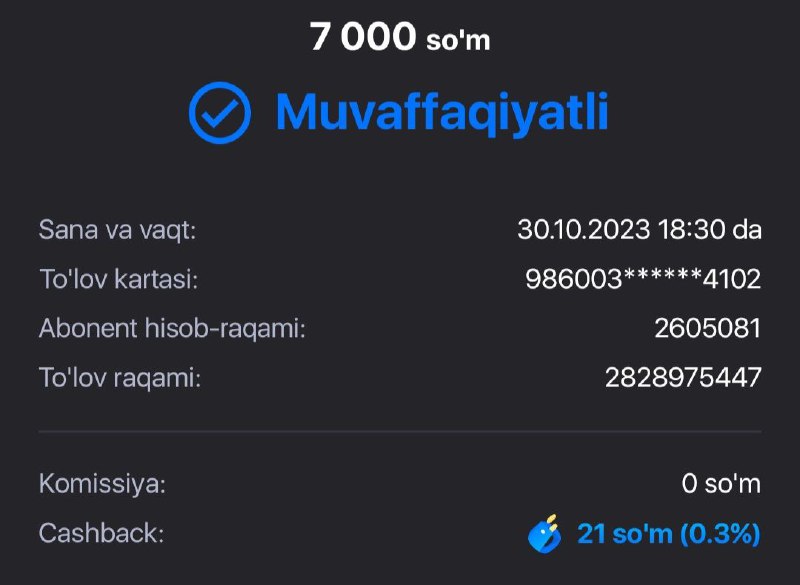 7 000 so'm
Muvaffaqiyatli
Sana va vaqt: 30.10.2023 18:30 da
To'lov kartasi: 986003******4102
Abonent hisob-raqami: 2605081
To'lov raqami: 2828975447
Komissiya: 0 so'm
Cashback: 21 so'm (0.3%)